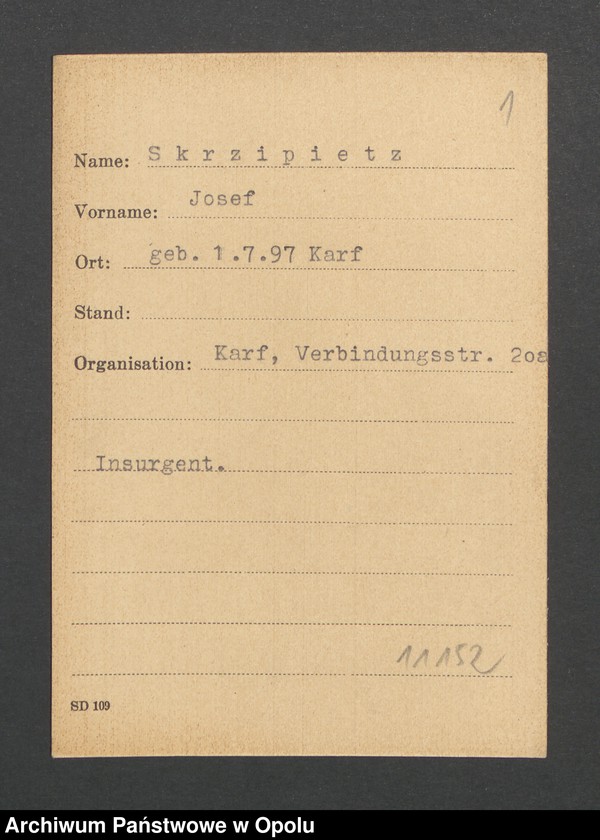 1
Name: Skrzipietz
Vorname: Josef
Ort: geb. 1.7.97 Karf
Stand:
Organisation: Karf, Verbindungsstr. 2oa
Insurgent.
11152
SD 109
Archiwum Państwowe w Opolu